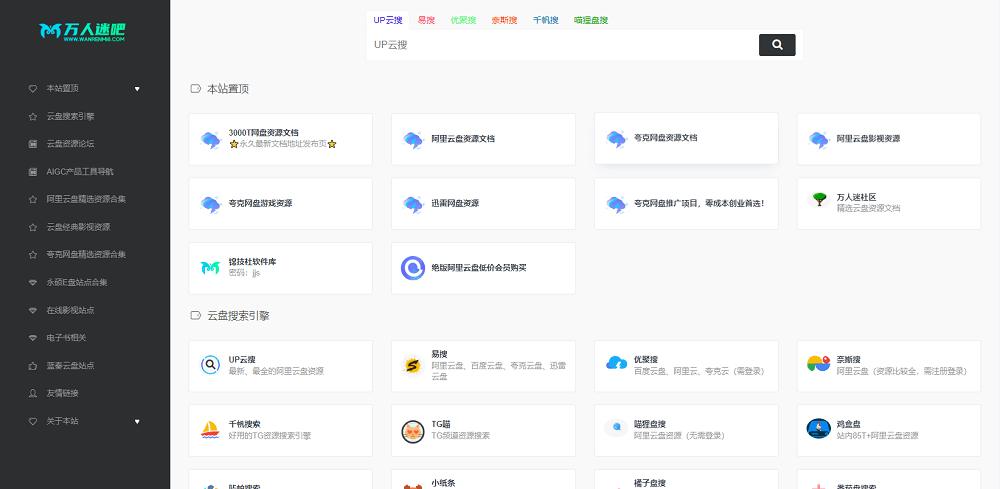 万人迷吧
WWW.WANRENMI8.COM
本站置顶
云盘搜索引擎
云盘资源论坛
AIGC产品工具导航
阿里云盘精选资源合集
云盘经典影视资源
夸克网盘精选资源合集
永硕E盘站点合集
在线影视站点
电子书相关
蓝奏云盘站点
友情链接
关于本站
UP云搜 易搜 优聚搜 奈斯搜 千帆搜 喵狸盘搜
UP云搜
本站置顶
3000T网盘资源文档
永久最新文档地址发布页
阿里云盘资源文档
夸克网盘资源文档
阿里云盘影视资源
夸克网盘游戏资源
迅雷网盘资源
夸克网盘推广项目，零成本创业首选！
万人迷社区
精选云盘资源文档
锦技社软件库
密码：jjs
绝版阿里云盘低价会员购买
云盘搜索引擎
UP云搜
最新、最全的阿里云盘资源
易搜
阿里云盘、百度云盘、夸克云盘、迅雷
云盘
优聚搜
百度云盘、阿里云、夸克云（需登录）
奈斯搜
阿里云盘（资源比较全，需注册登录）
千帆搜索
好用的TG资源搜索引擎
TG喵
TG频道资源搜索
喵狸盘搜
阿里云盘资源（无需登录）
鸡盒盘
站内85T+阿里云盘资源
小纸条
橘子盘搜
番茄盘搜索